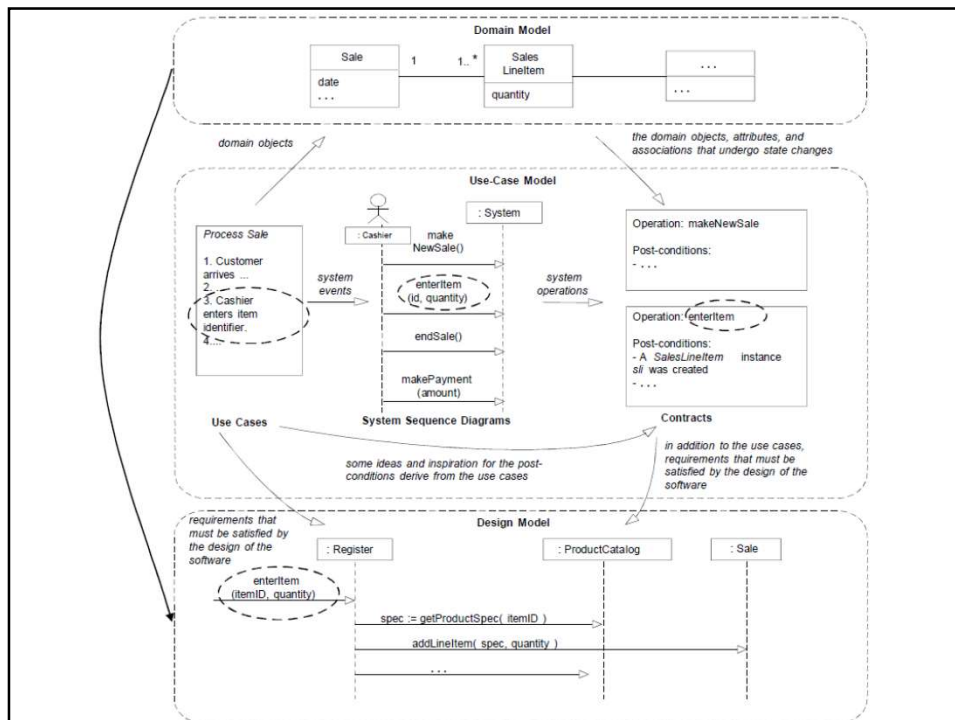 Domain Model
Sale
date
. . .
1
1.. *
Sales
LineItem
quantity
. . .
. . .
domain objects
the domain objects, attributes, and
associations that undergo state changes
Use-Case Model
Process Sale
1. Customer
arrives ...
2. ...
3. Cashier
enters item
identifier.
4....
system
events
: Cashier
: System
make
NewSale()
enterItem
(id, quantity)
endSale()
makePayment
(amount)
system
operations
Operation: makeNewSale
Post-conditions:
- . . .
Operation: enterItem
Post-conditions:
- A SalesLineItem instance
sli was created
- . . .
Use Cases
System Sequence Diagrams
Contracts
some ideas and inspiration for the post-
conditions derive from the use cases
in addition to the use cases,
requirements that must be
satisfied by the design of the
software
Design Model
requirements that
must be satisfied by
the design of the
software
: Register
: ProductCatalog
: Sale
enterItem
(itemID, quantity)
spec := getProductSpec( itemID )
addLineItem( spec, quantity )
. . .